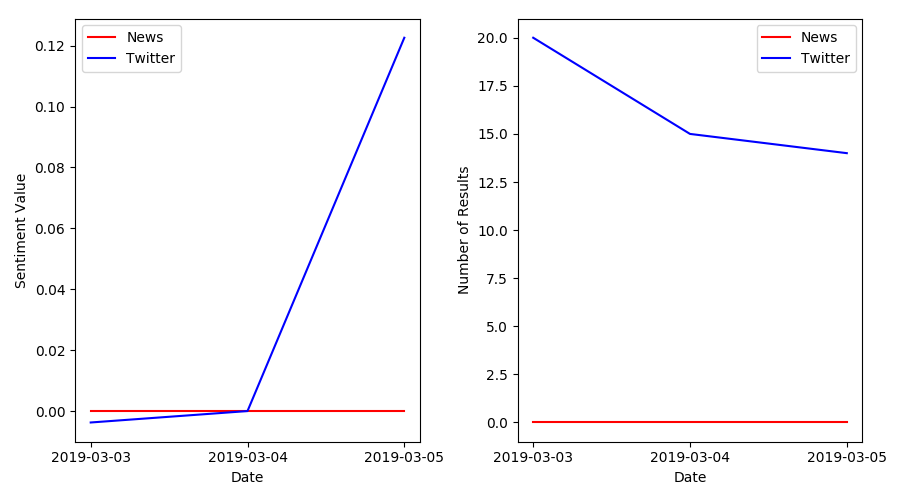 News
Twitter
0.12
0.10
0.08
0.06
0.04
0.02
0.00
Sentiment Value
2019-03-03 2019-03-04 2019-03-05
Date
News
Twitter
20.0
17.5
15.0
12.5
10.0
7.5
5.0
2.5
0.0
Number of Results
2019-03-03 2019-03-04 2019-03-05
Date